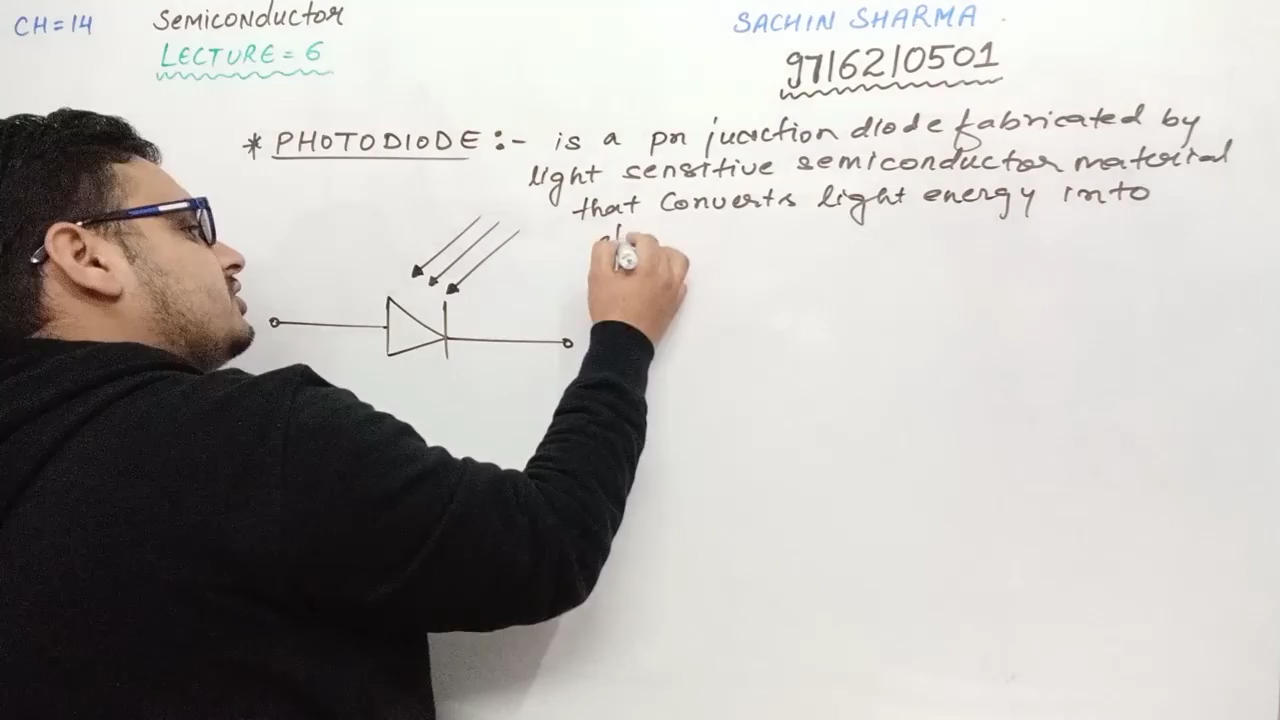 CH=14
SEMICONDUCTOR
LECTURE = 6
SACHIN SHARMA
9716210501
* PHOTODIODE :- is a pn junction diode fabricated by
light sensitive semiconductor material
that converts light energy into